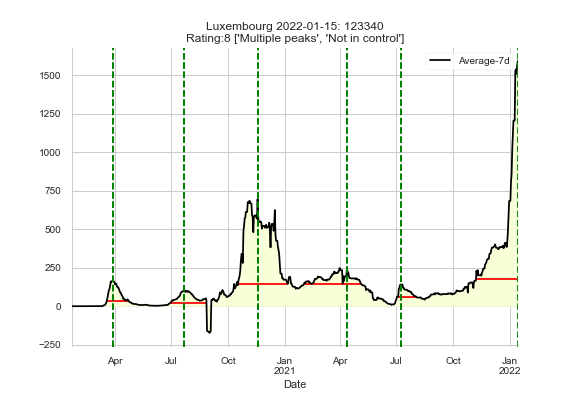 Luxembourg 2022-01-15: 123340
Rating:8 ['Multiple peaks', 'Not in control']
Average-7d
1500
1250
1000
750
500
250
0
−250
Apr Jul Oct Jan Apr Jul Oct Jan
2021 2022
Date